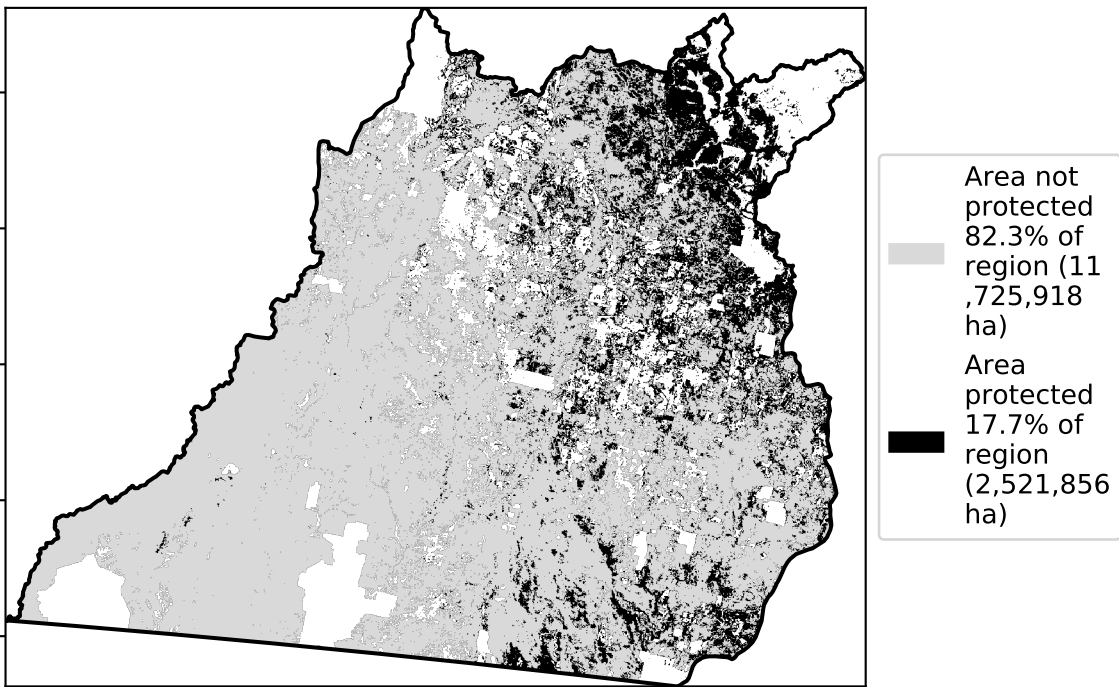 Area not
protected
82.3% of
region (11
,725,918
ha)
Area
protected
17.7% of
region
(2,521,856
ha)